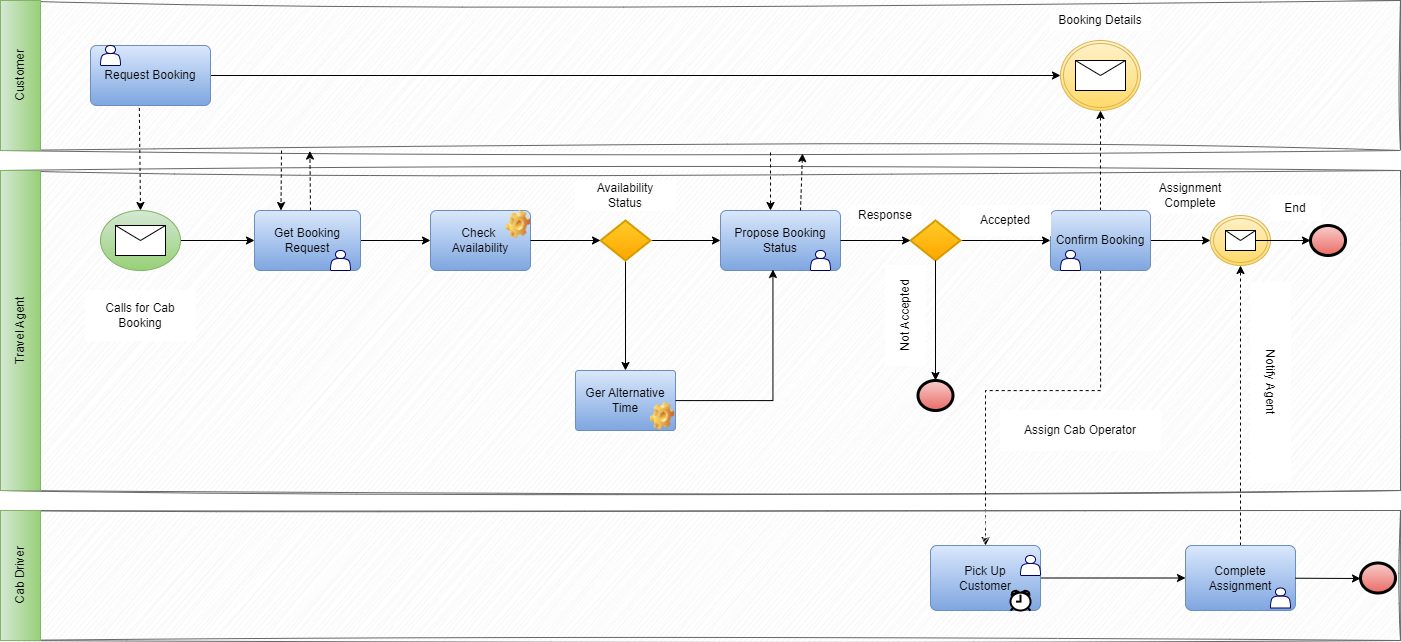 Customer
Booking Details
Request Booking
Travel Agent
Calls for Cab
Booking
Get Booking
Request
Check
Availability
Availability
Status
Ger Alternative
Time
Propose Booking
Status
Response
Not Accepted
Accepted
Confirm Booking
Assignment
Complete
End
Assign Cab Operator
Notify Agent
Cab Driver
Pick Up
Customer
Complete
Assignment